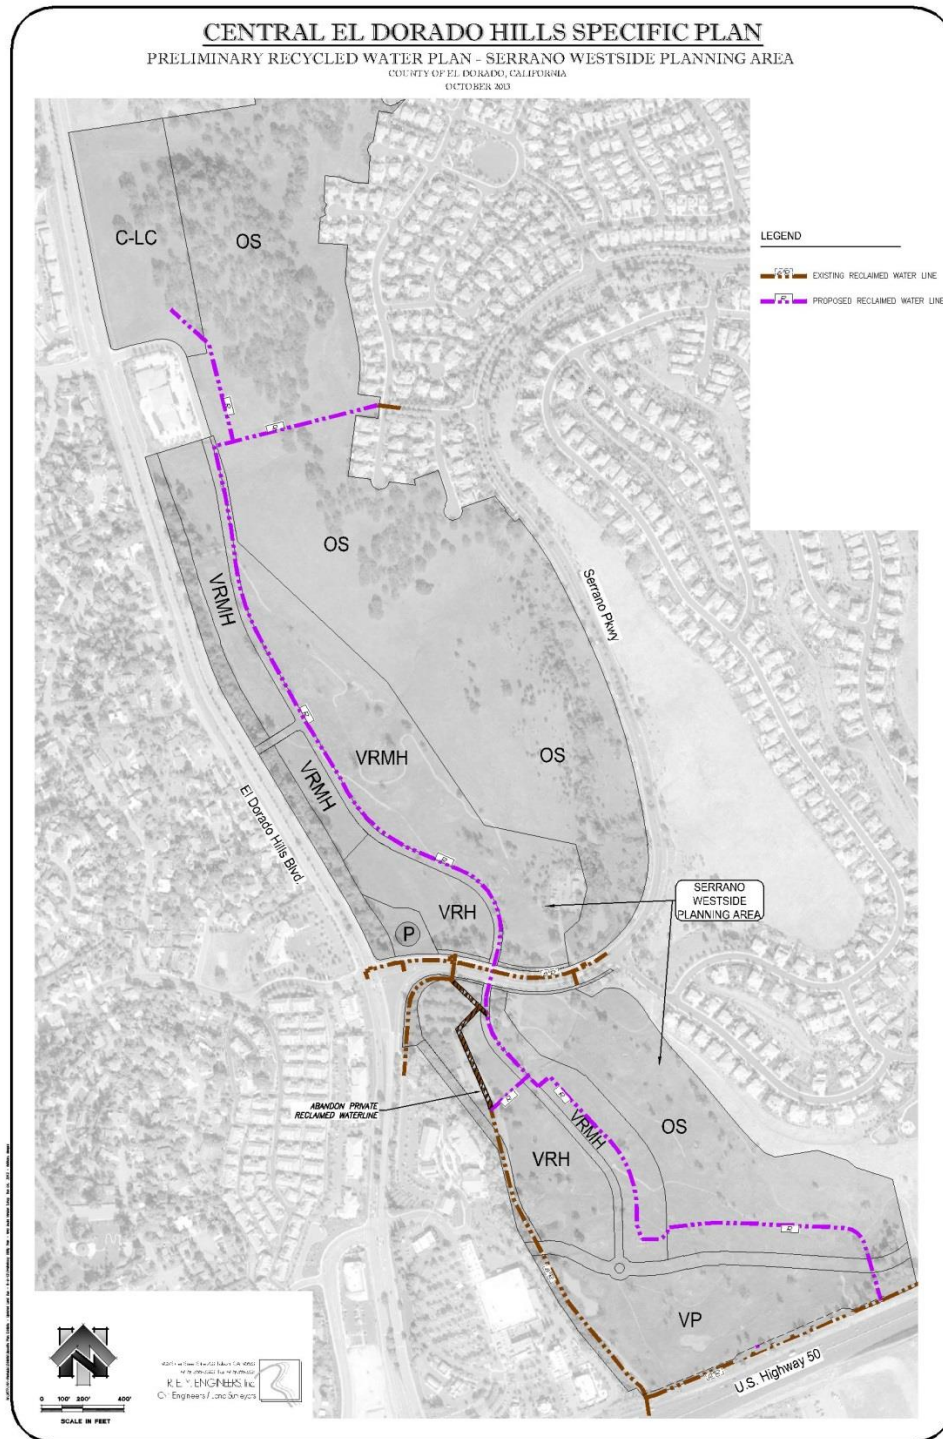 CENTRAL EL DORADO HILLS SPECIFIC PLAN
PRELIMINARY RECYCLED WATER PLAN - SERRANO WESTSIDE PLANNING AREA
COUNTY OF EL DORADO, CALIFORNIA
OCTOBER 2013
LEGEND
EXISTING RECLAIMED WATER LINE
PROPOSED RECLAIMED WATER LINE
C-LC
OS
OS
Serrano Pkwy
VRMH
VRMH
OS
VRMH
El Dorado Hills Blvd.
SERRANO
WESTSIDE
PLANNING AREA
VRH
P
ABANDON PRIVATE
RECLAIMED WATERLINE
OS
VRMH
VRH
VP
U.S. Highway 50
N
R.E.Y. ENGINEERS, Inc.
Civil Engineers / Land Surveyors
0 100' 200' 400'
SCALE IN FEET